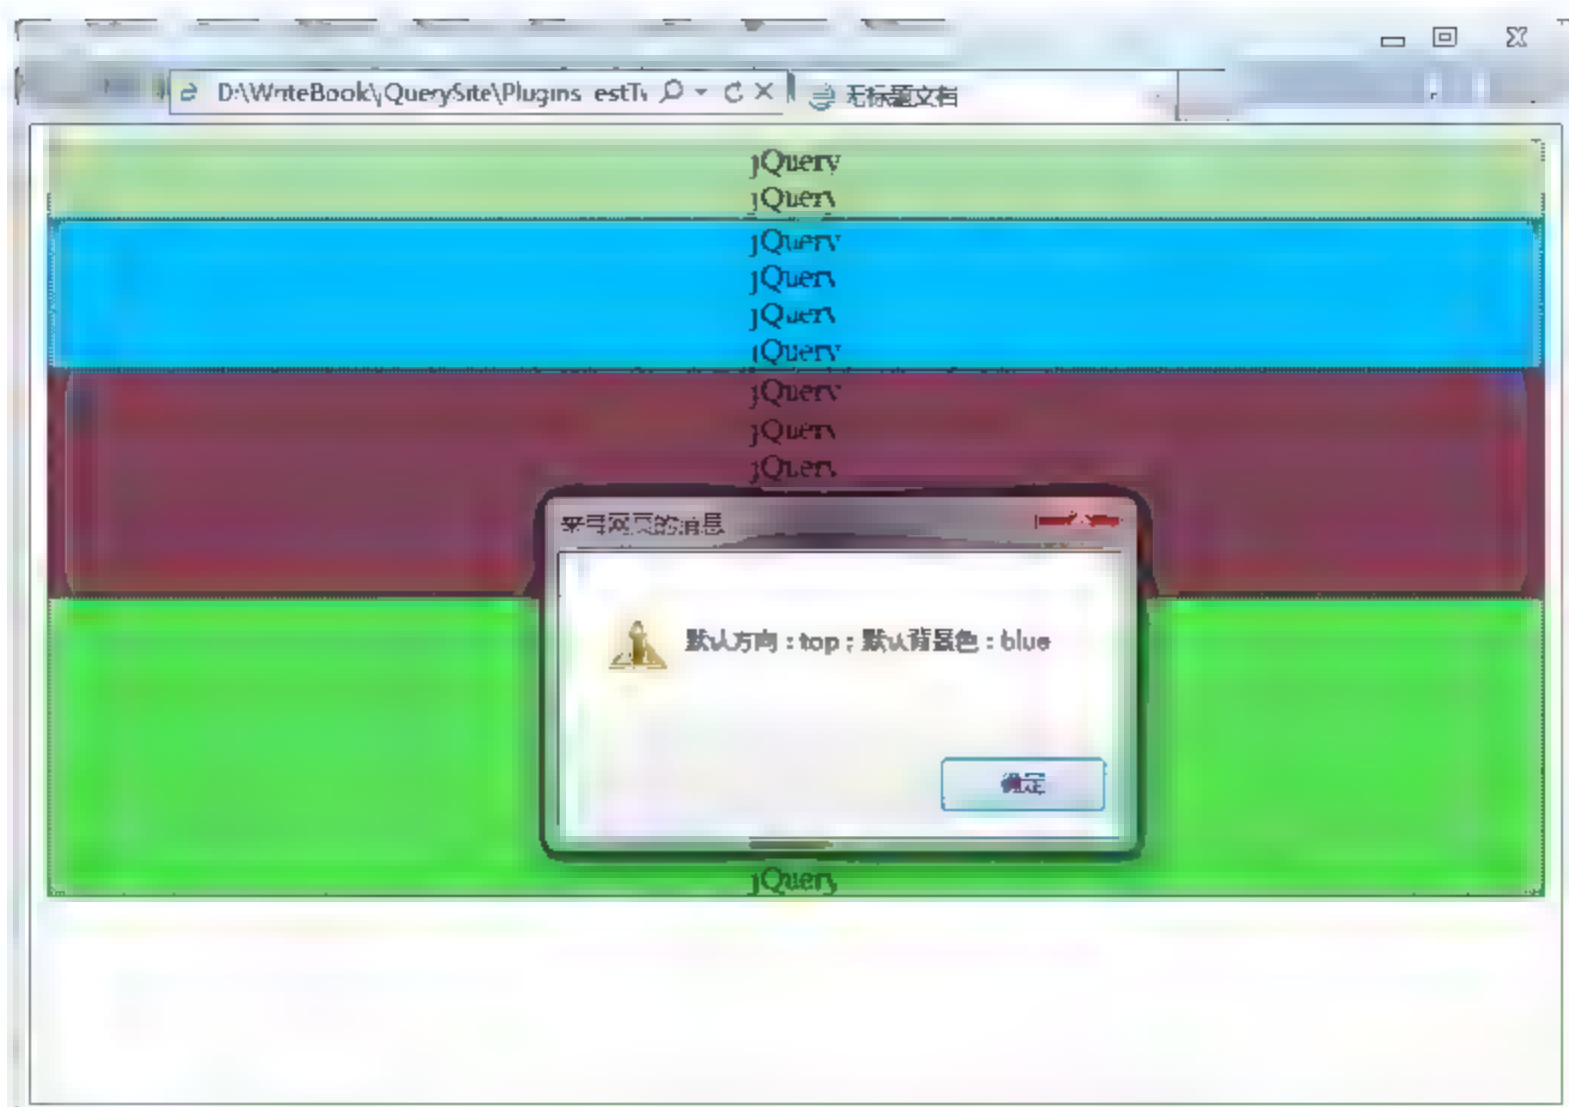 D:\WriteBook\jQuerySite\Plugins estT
无标题文档
jQuery
jQuery
jQuery
jQuery
jQuery
jQuery
jQuery
jQuery
jQuery
来自网页的消息
默认方向：top；默认背景色：blue
确定
jQuery